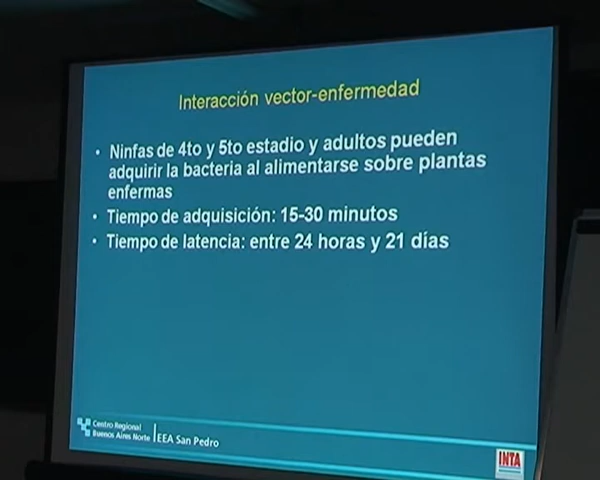 Interacción vector-enfermedad
• Ninfas de 4to y 5to estadio y adultos pueden
adquirir la bacteria al alimentarse sobre plantas
enfermas
• Tiempo de adquisición: 15-30 minutos
• Tiempo de latencia: entre 24 horas y 21 días
Centro Regional
Buenos Aires Norte
EEA San Pedro
INTA